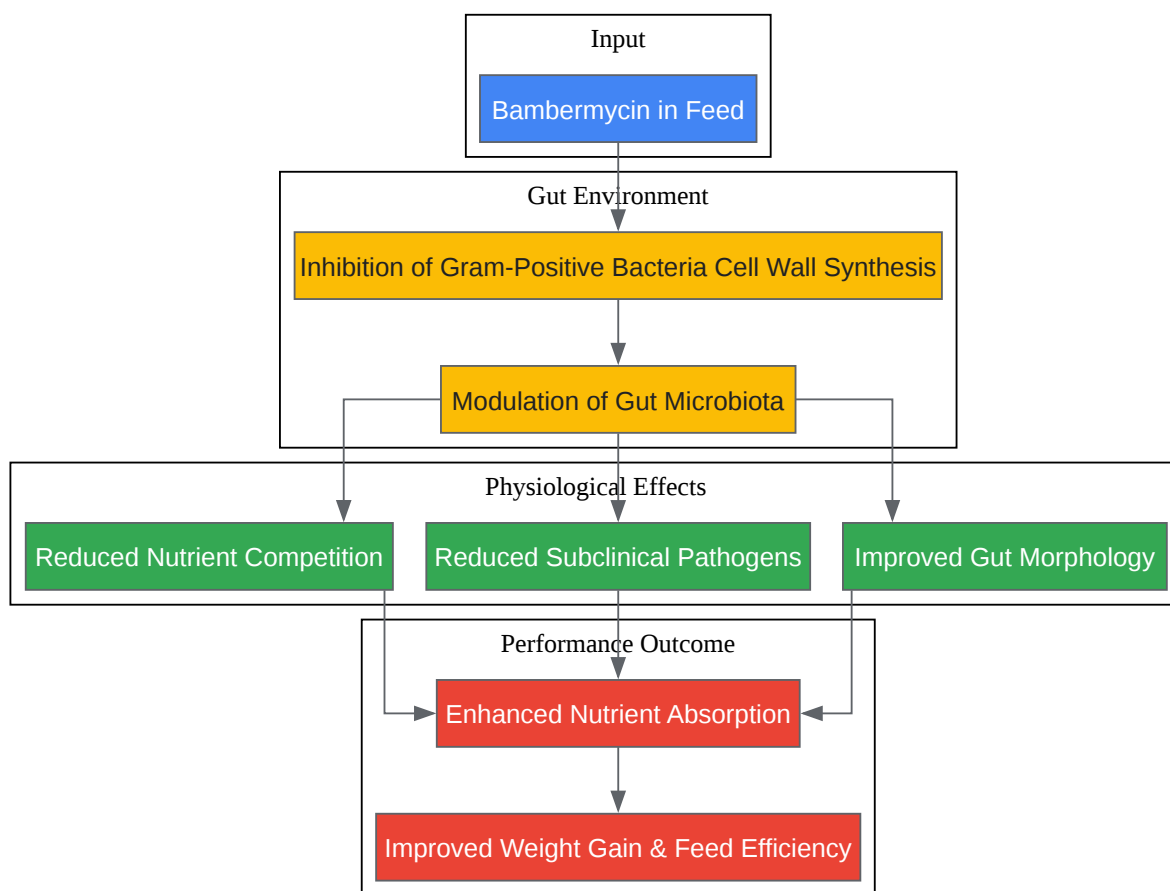 Input
Bambermycin in Feed
Gut Environment
Inhibition of Gram-Positive Bacteria Cell Wall Synthesis
Modulation of Gut Microbiota
Physiological Effects
Reduced Nutrient Competition
Reduced Subclinical Pathogens
Improved Gut Morphology
Performance Outcome
Enhanced Nutrient Absorption
Improved Weight Gain & Feed Efficiency